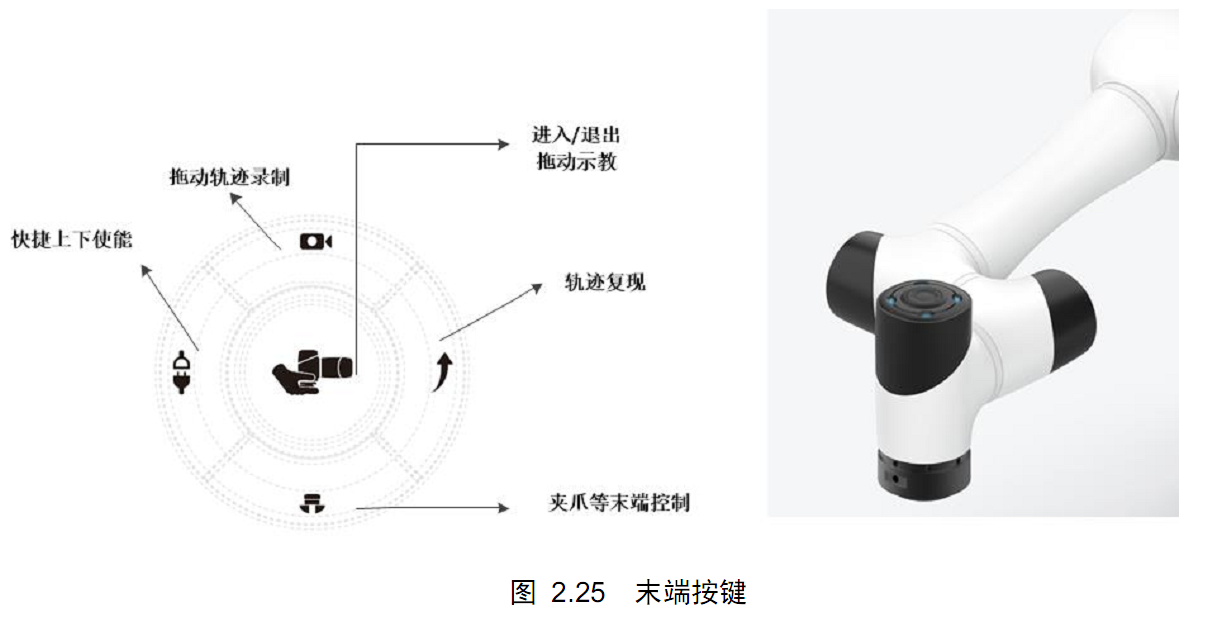 进入/退出
拖动示教
拖动轨迹录制
快捷上下使能
轨迹复现
夹爪等末端控制
图 2.25 末端按键